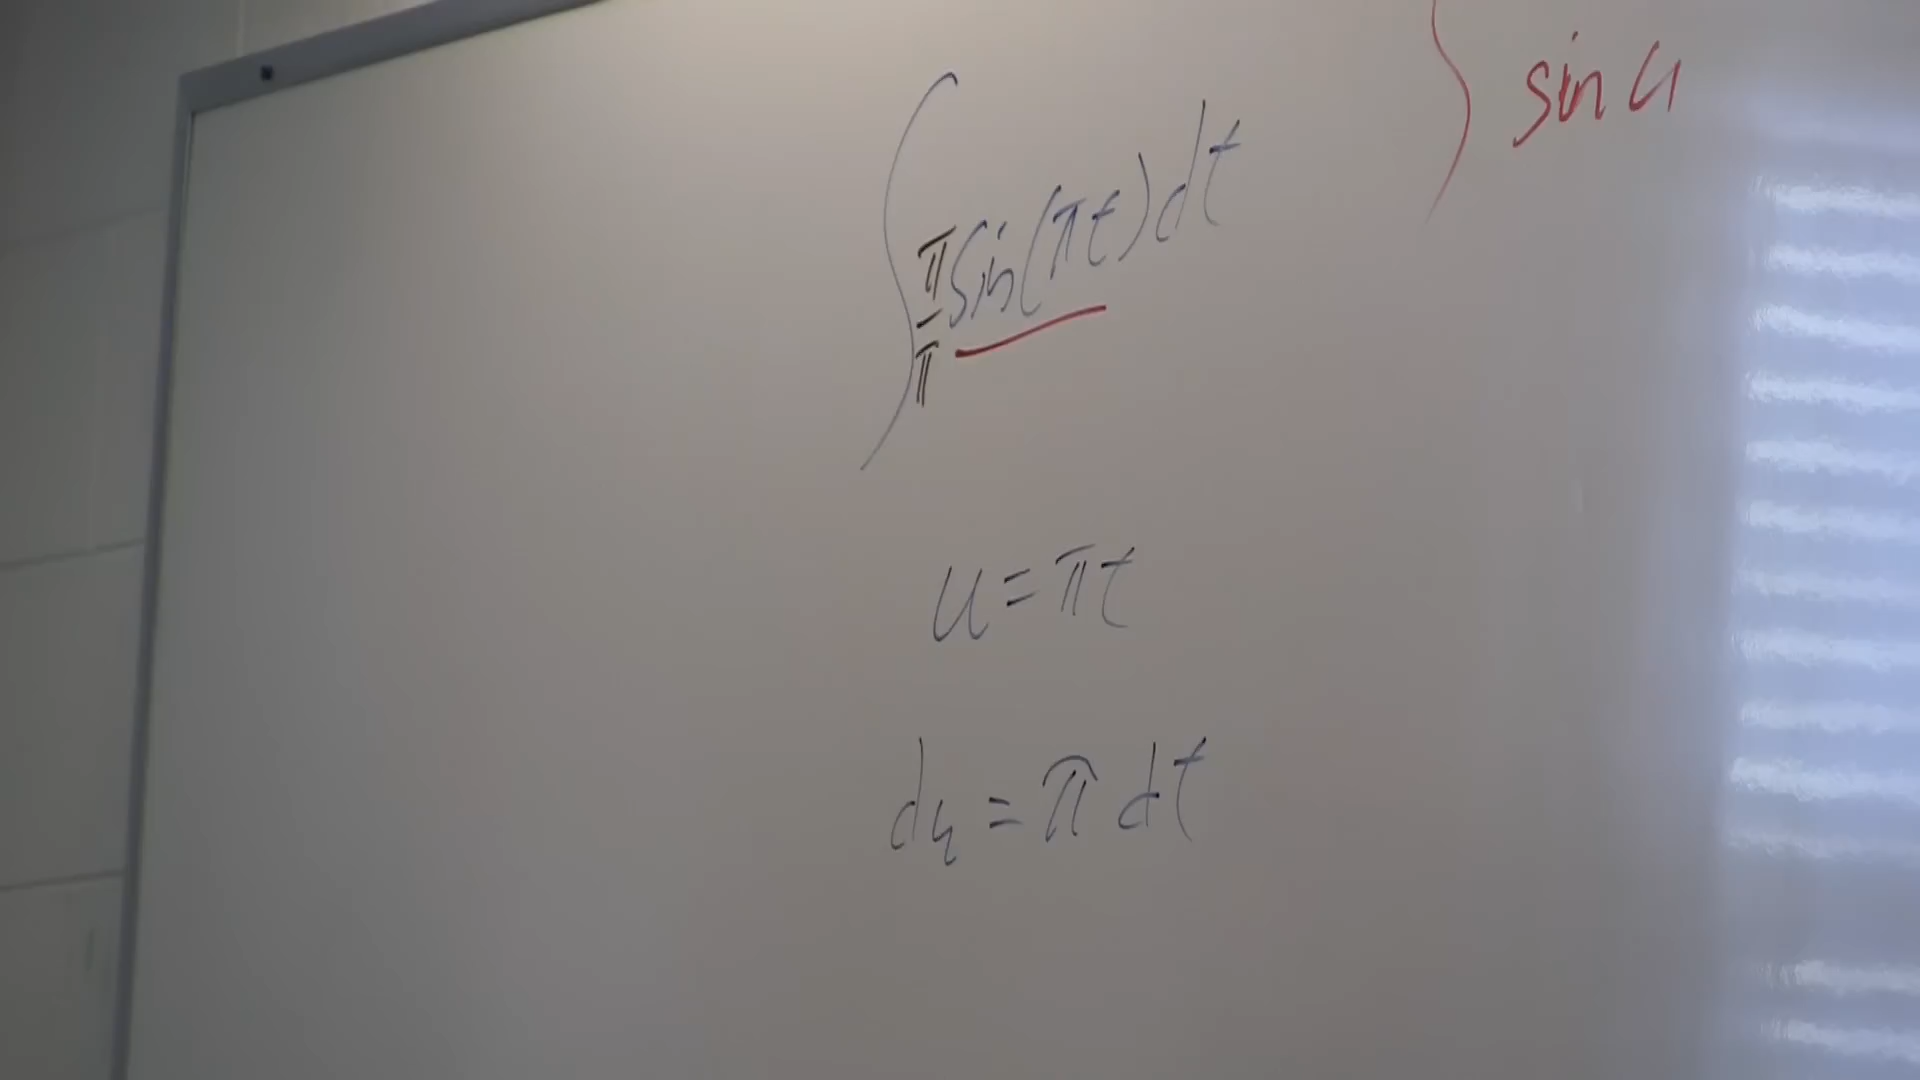 ∫ π/π sin(πt)dt
∫ sin u
u = πt
du = π dt